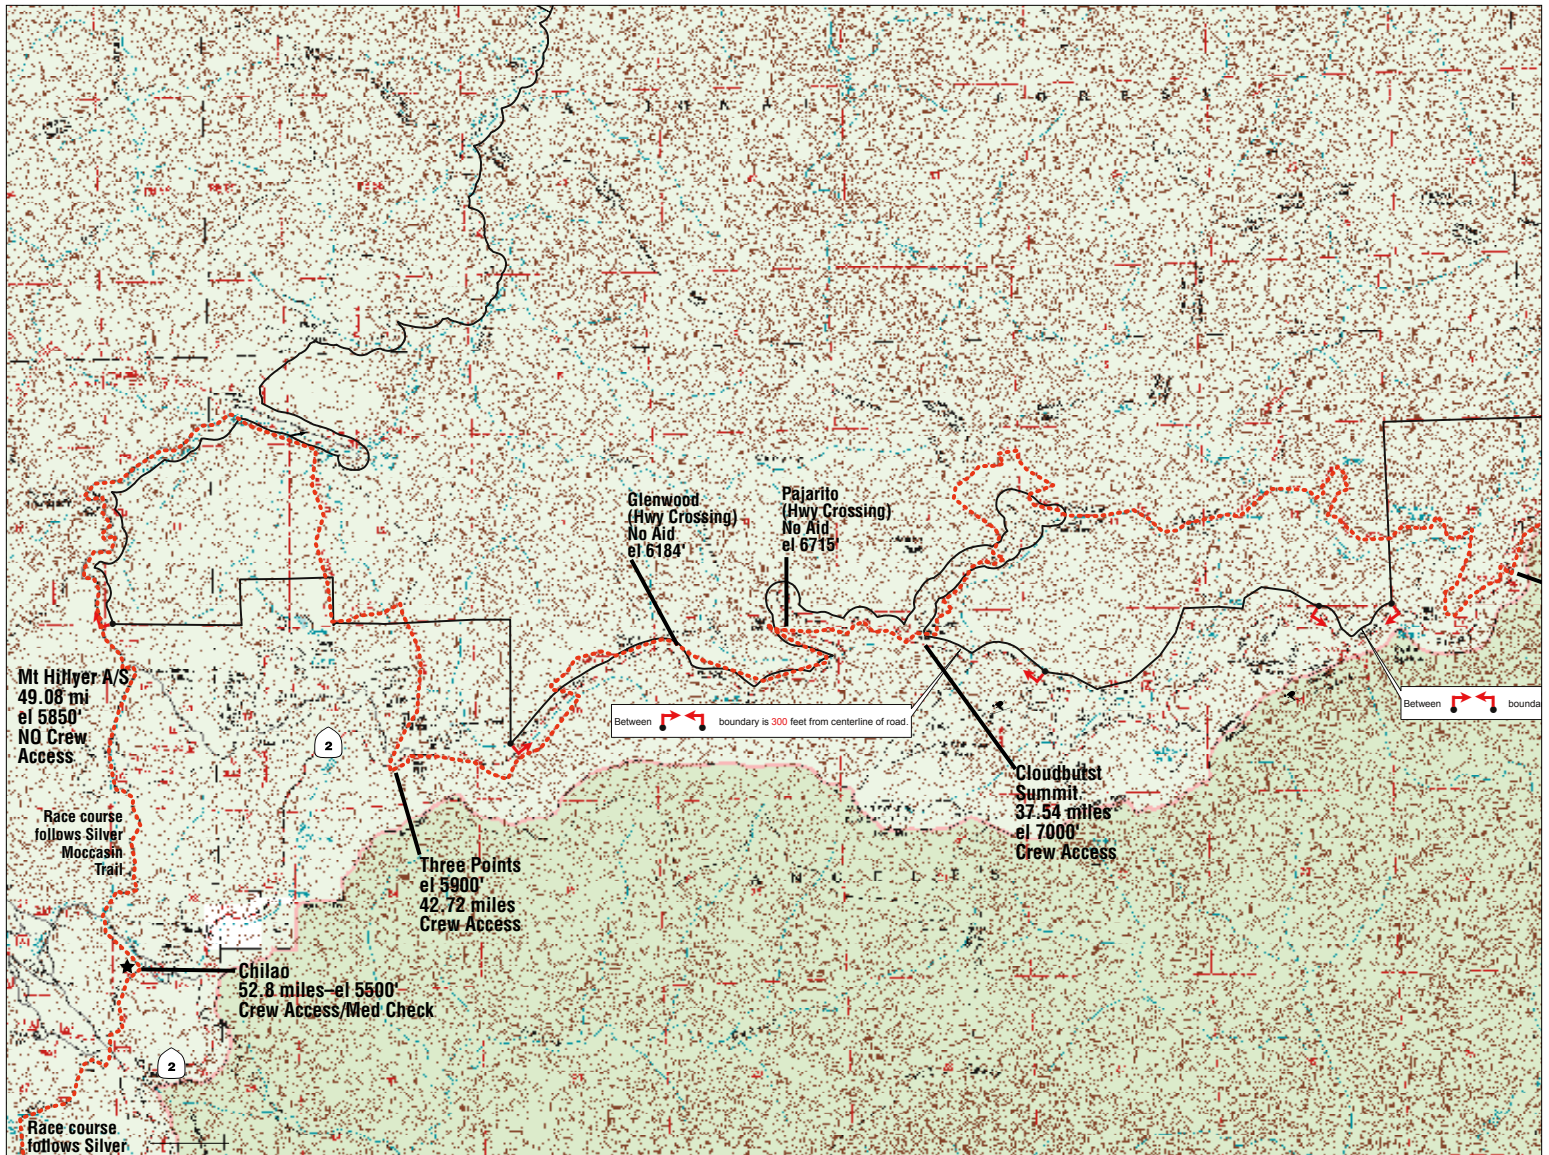 Glenwood
(Hwy Crossing)
No Aid
el 6184'
Pajarito
(Hwy Crossing)
No Aid
el 6715'
Mt Hillyer A/S
49.08 mi
el 5850'
NO Crew
Access
2
Between boundary is 300 feet from centerline of road.
Between
Cloudburst
Summit
37.54 miles
el 7000'
Crew Access
Race course
follows Silver
Moccasin
Trail
Three Points
el 5900'
42.72 miles
Crew Access
A N G E L E S
Chilao
52.8 miles–el 5500'
Crew Access/Med Check
2
Race course
follows Silver